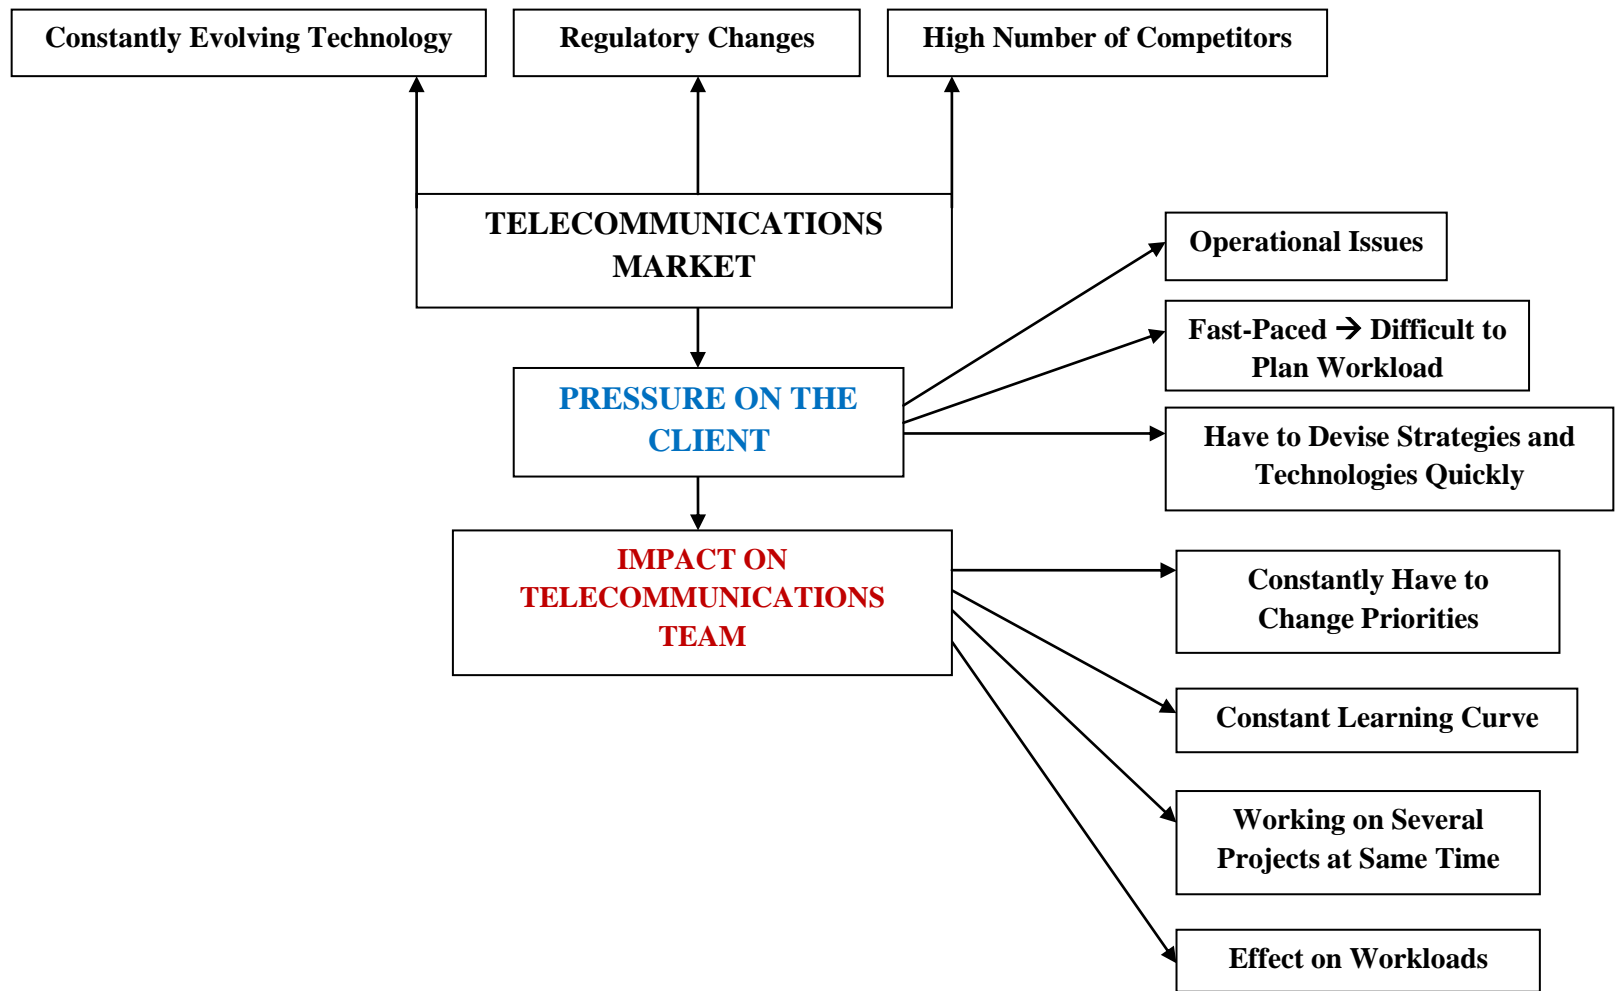 Constantly Evolving Technology
Regulatory Changes
High Number of Competitors
TELECOMMUNICATIONS
MARKET
Operational Issues
Fast-Paced → Difficult to
Plan Workload
PRESSURE ON THE
CLIENT
Have to Devise Strategies and
Technologies Quickly
IMPACT ON
TELECOMMUNICATIONS
TEAM
Constantly Have to
Change Priorities
Constant Learning Curve
Working on Several
Projects at Same Time
Effect on Workloads